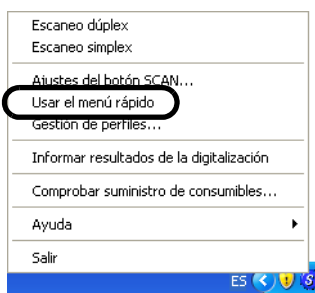 Escaneo dúplex
Escaneo simplex
Ajustes del botón SCAN...
Usar el menú rápido
Gestión de perfiles...
Informar resultados de la digitalización
Comprobar suministro de consumibles...
Ayuda
Salir
ES
S